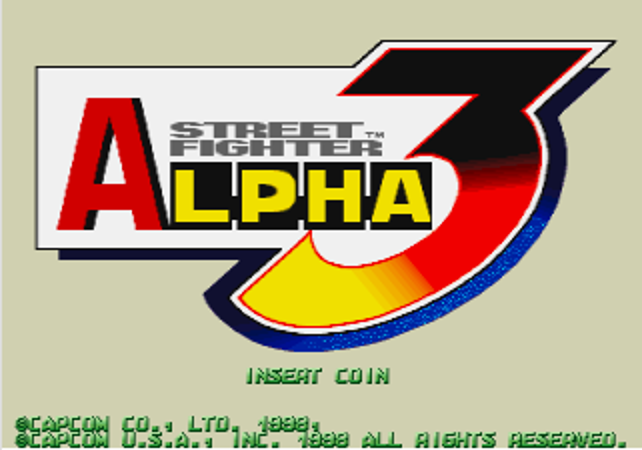 STREET
FIGHTER™
ALPHA 3
INSERT COIN
©CAPCOM CO., LTD. 1998,
©CAPCOM U.S.A., INC. 1998 ALL RIGHTS RESERVED.